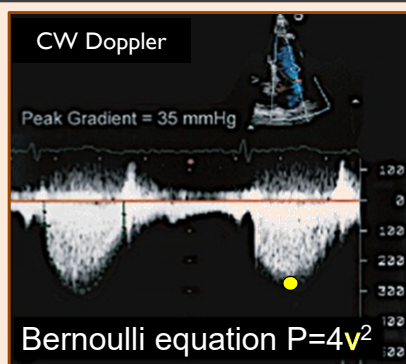 CW Doppler
Peak Gradient = 35 mmHg
100
0
100
200
300
Bernoulli equation P=4v²